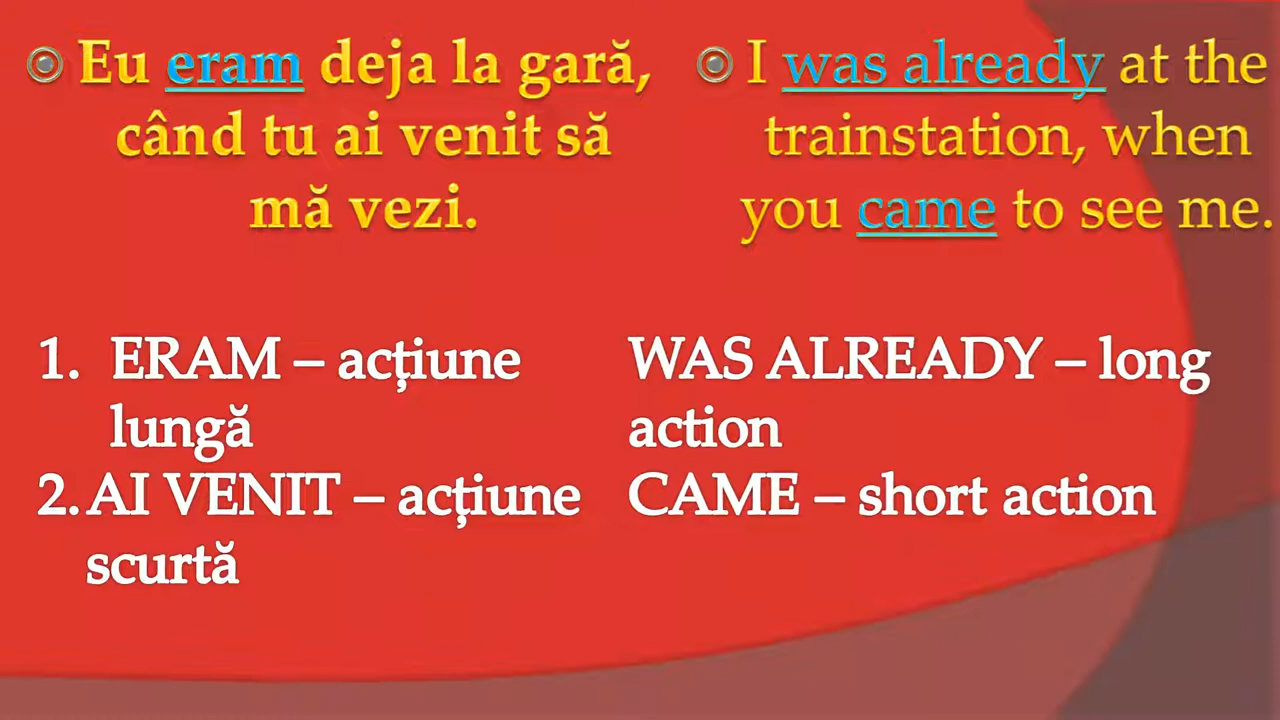 Eu eram deja la gară,
când tu ai venit să
mă vezi.
I was already at the
trainstation, when
you came to see me.
1. ERAM – acțiune
lungă
2. AI VENIT – acțiune
scurtă
WAS ALREADY – long
action
CAME – short action